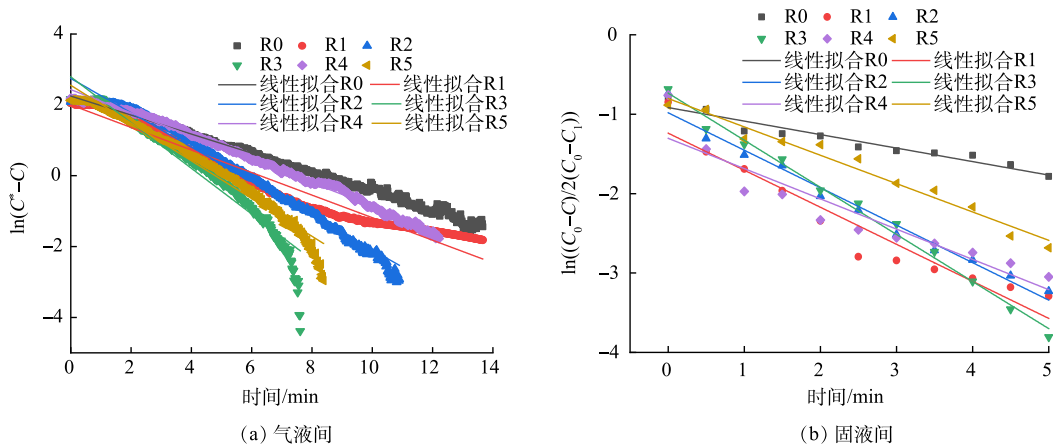 4
2
0
−2
−4
ln(C*−C)
R0 R1 R2
R3 R4 R5
线性拟合R0 线性拟合R1
线性拟合R2 线性拟合R3
线性拟合R4 线性拟合R5
0 2 4 6 8 10 12 14
时间/min
(a) 气液间
0
−1
−2
−3
−4
ln((C₀−C)/2(C₀−C₁))
R0 R1 R2
R3 R4 R5
线性拟合R0 线性拟合R1
线性拟合R2 线性拟合R3
线性拟合R4 线性拟合R5
0 1 2 3 4 5
时间/min
(b) 固液间